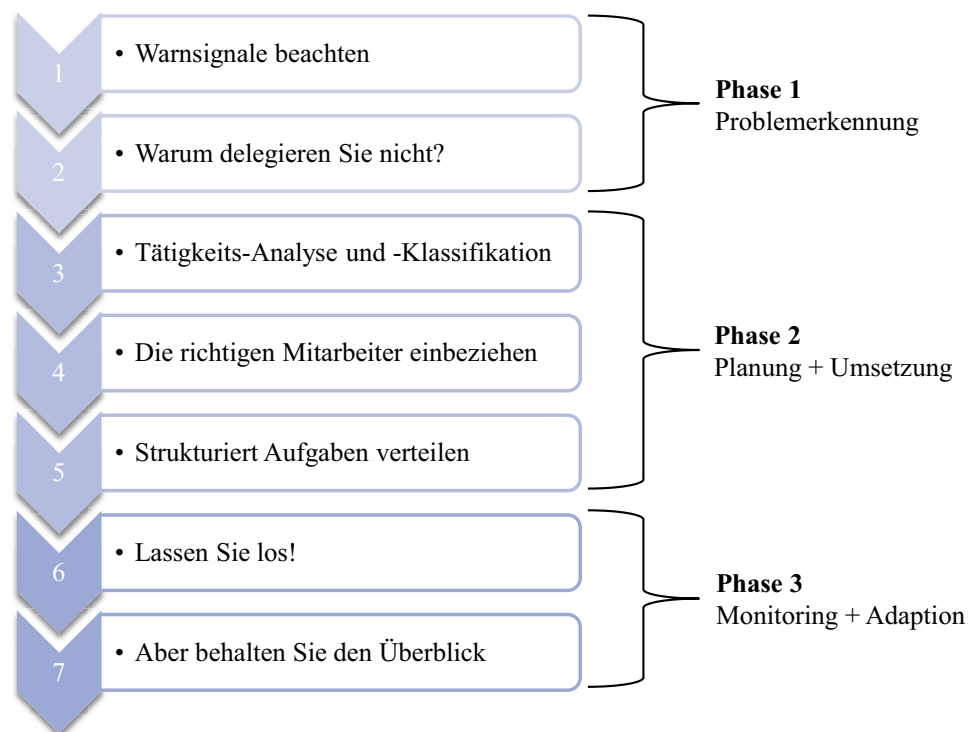 1
• Warnsignale beachten
2
• Warum delegieren Sie nicht?
Phase 1
Problemerkennung
3
• Tätigkeits-Analyse und -Klassifikation
4
• Die richtigen Mitarbeiter einbeziehen
5
• Strukturiert Aufgaben verteilen
Phase 2
Planung + Umsetzung
6
• Lassen Sie los!
7
• Aber behalten Sie den Überblick
Phase 3
Monitoring + Adaption